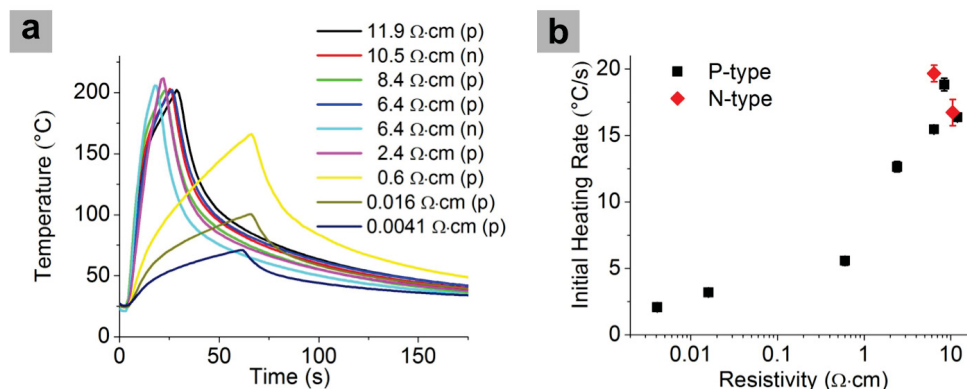 a
11.9 Ω·cm (p)
10.5 Ω·cm (n)
8.4 Ω·cm (p)
6.4 Ω·cm (p)
6.4 Ω·cm (n)
2.4 Ω·cm (p)
0.6 Ω·cm (p)
0.016 Ω·cm (p)
0.0041 Ω·cm (p)
Temperature (°C)
200
150
100
50
0
0 50 100 150
Time (s)
b
P-type
N-type
Initial Heating Rate (°C/s)
20
15
10
5
0
0.01 0.1 1 10
Resistivity (Ω·cm)